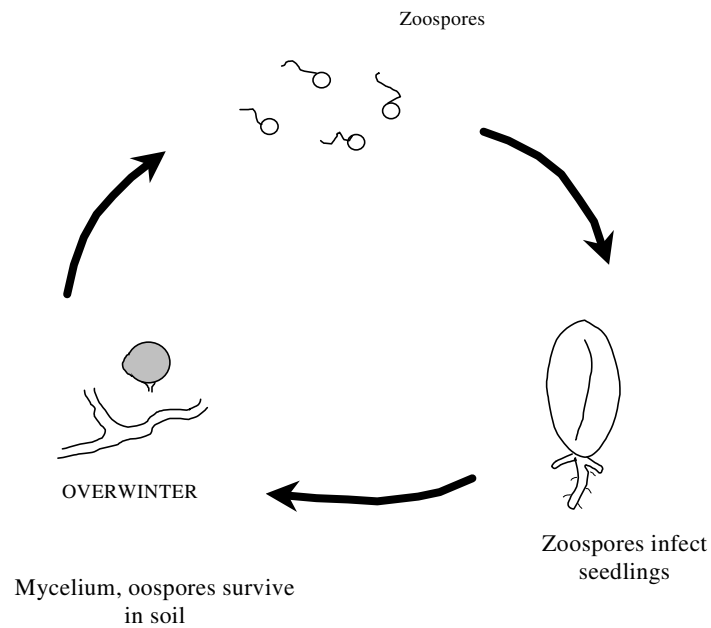 Zoospores
Zoospores infect
seedlings
OVERWINTER
Mycelium, oospores survive
in soil